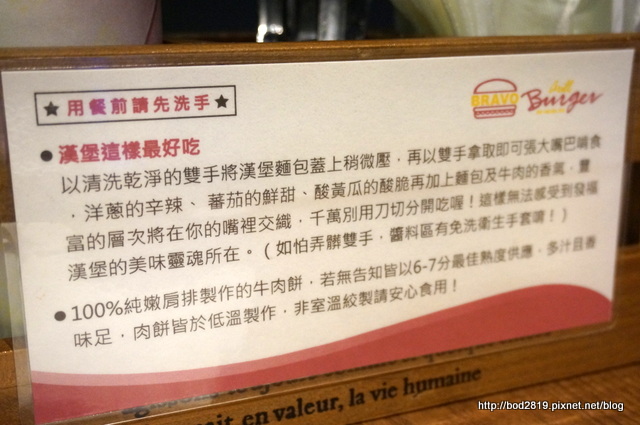 ★用餐前請先洗手★
BRAVO Grill Burger
● 漢堡這樣最好吃
以清洗乾淨的雙手將漢堡麵包蓋上稍微壓，再以雙手拿取即可張大嘴巴啃食
，洋蔥的辛辣、蕃茄的鮮甜、酸黃瓜的酸脆再加上麵包及牛肉的香氣，豐
富的層次將在你的嘴裡交織，千萬別用刀切分開吃喔！這樣無法感受到發福
漢堡的美味靈魂所在。（如怕弄髒雙手，醬料區有免洗衛生手套唷！）
● 100%純嫩肩排製作的牛肉餅，若無告知皆以6-7分最佳熟度供應，多汁且香
味足，肉餅皆於低溫製作，非室溫絞製請安心食用！
en valeur, la vie humaine
http://bod2819.pixnet.net/blog